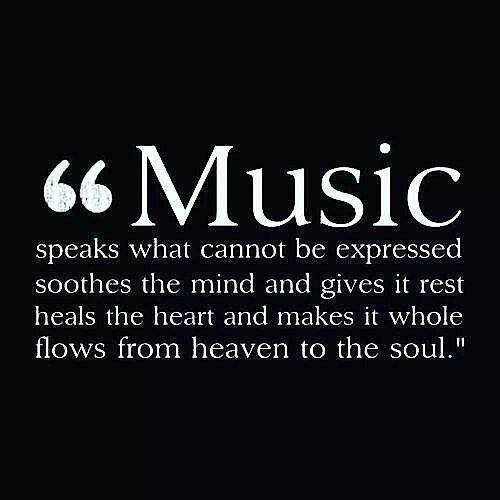 “Music
speaks what cannot be expressed
soothes the mind and gives it rest
heals the heart and makes it whole
flows from heaven to the soul."